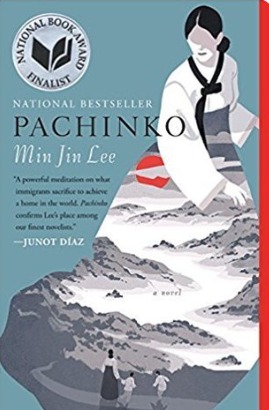 NATIONAL BOOK AWARD
FINALIST
NATIONAL BESTSELLER
PACHINKO
Min Jin Lee
"A powerful meditation on what
immigrants sacrifice to achieve
a home in the world. Pachinko
confirms Lee's place among
our finest novelists."
—JUNOT DÍAZ
a novel